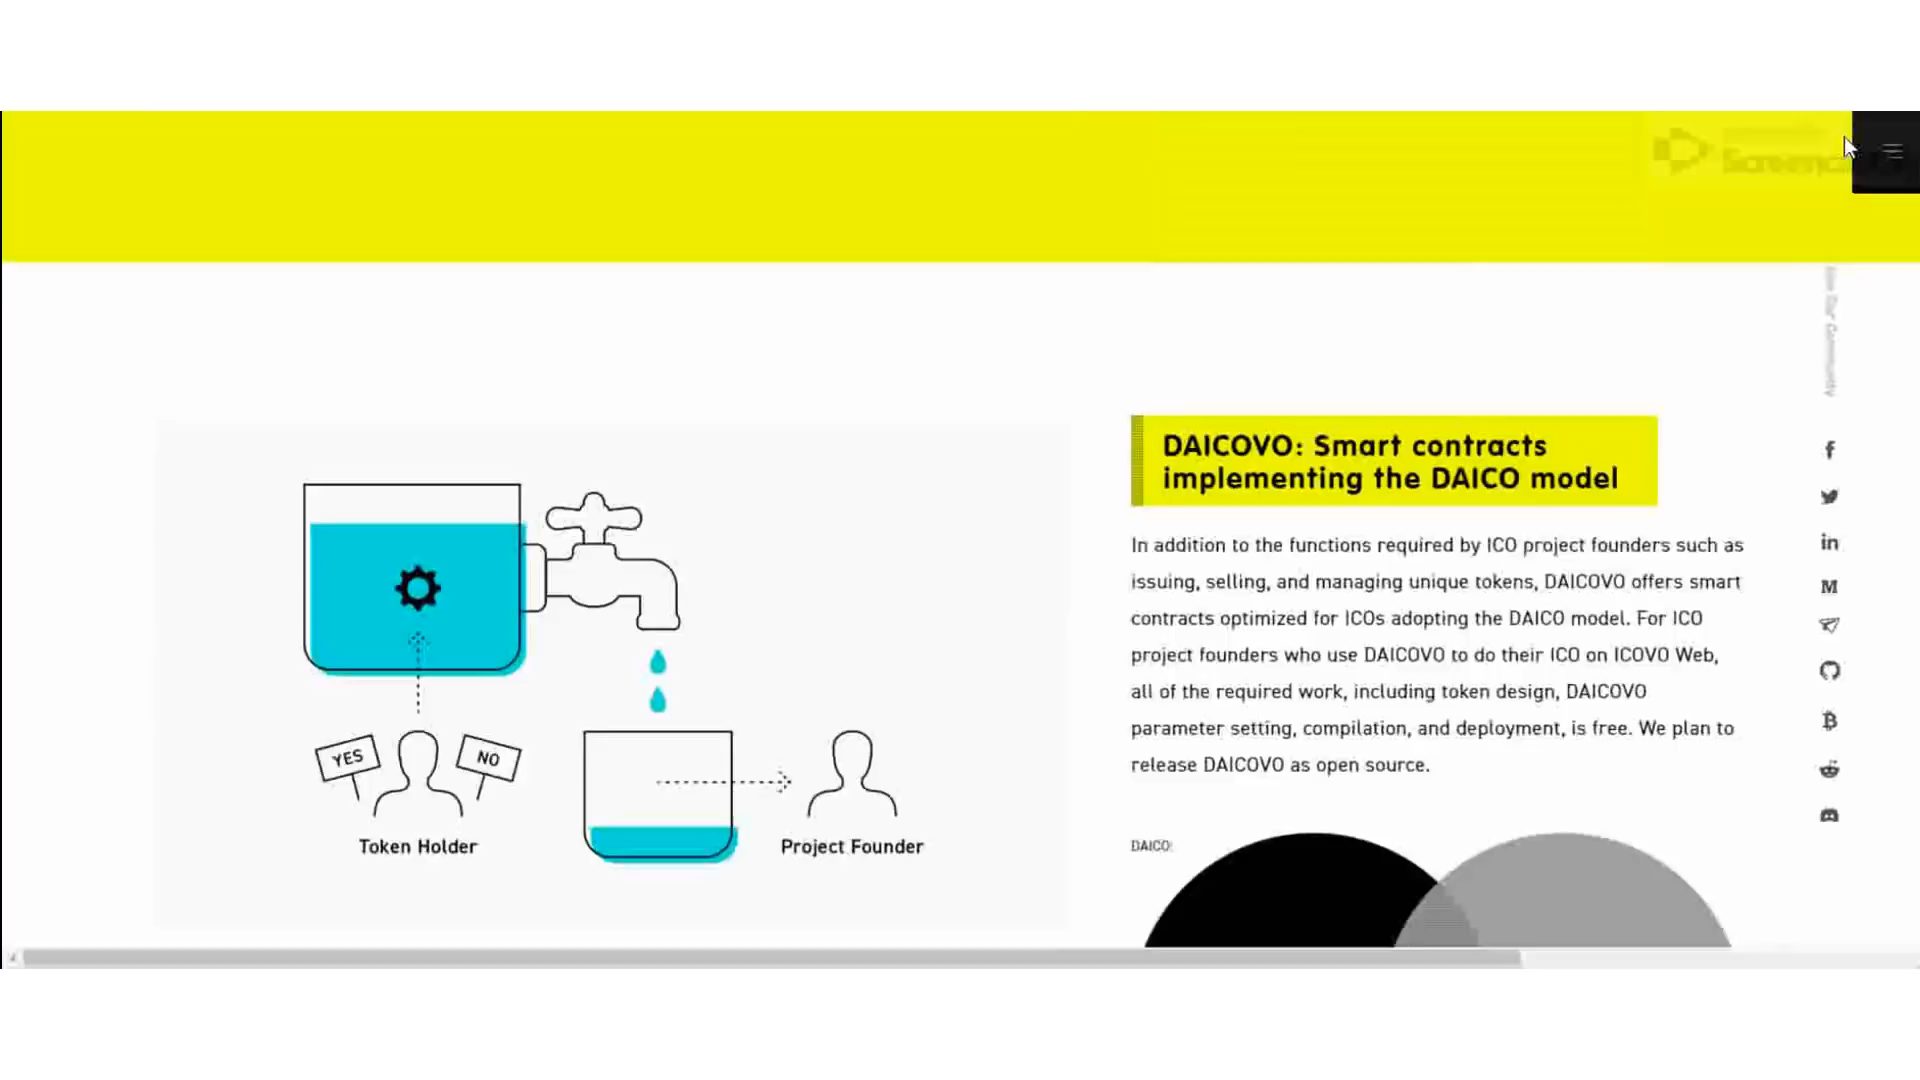 DAICOVO: Smart contracts
implementing the DAICO model
In addition to the functions required by ICO project founders such as
issuing, selling, and managing unique tokens, DAICOVO offers smart
contracts optimized for ICOs adopting the DAICO model. For ICO
project founders who use DAICOVO to do their ICO on ICOVO Web,
all of the required work, including token design, DAICOVO
parameter setting, compilation, and deployment, is free. We plan to
release DAICOVO as open source.
DAICO:
YES
NO
Token Holder
Project Founder
Our Community